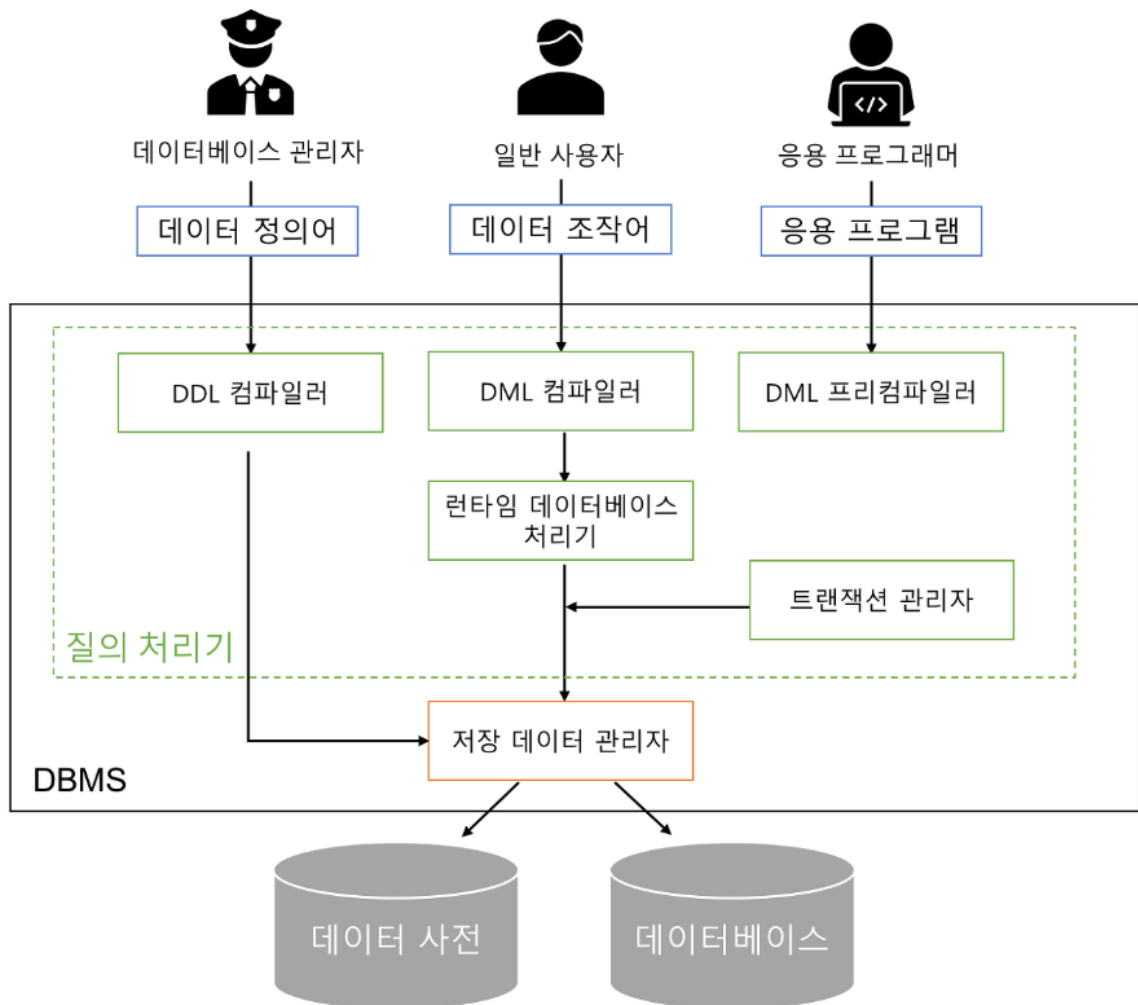 데이터베이스 관리자
일반 사용자
응용 프로그래머
</>
데이터 정의어
데이터 조작어
응용 프로그램
DDL 컴파일러
DML 컴파일러
DML 프리컴파일러
런타임 데이터베이스
처리기
트랜잭션 관리자
질의 처리기
저장 데이터 관리자
DBMS
데이터 사전
데이터베이스